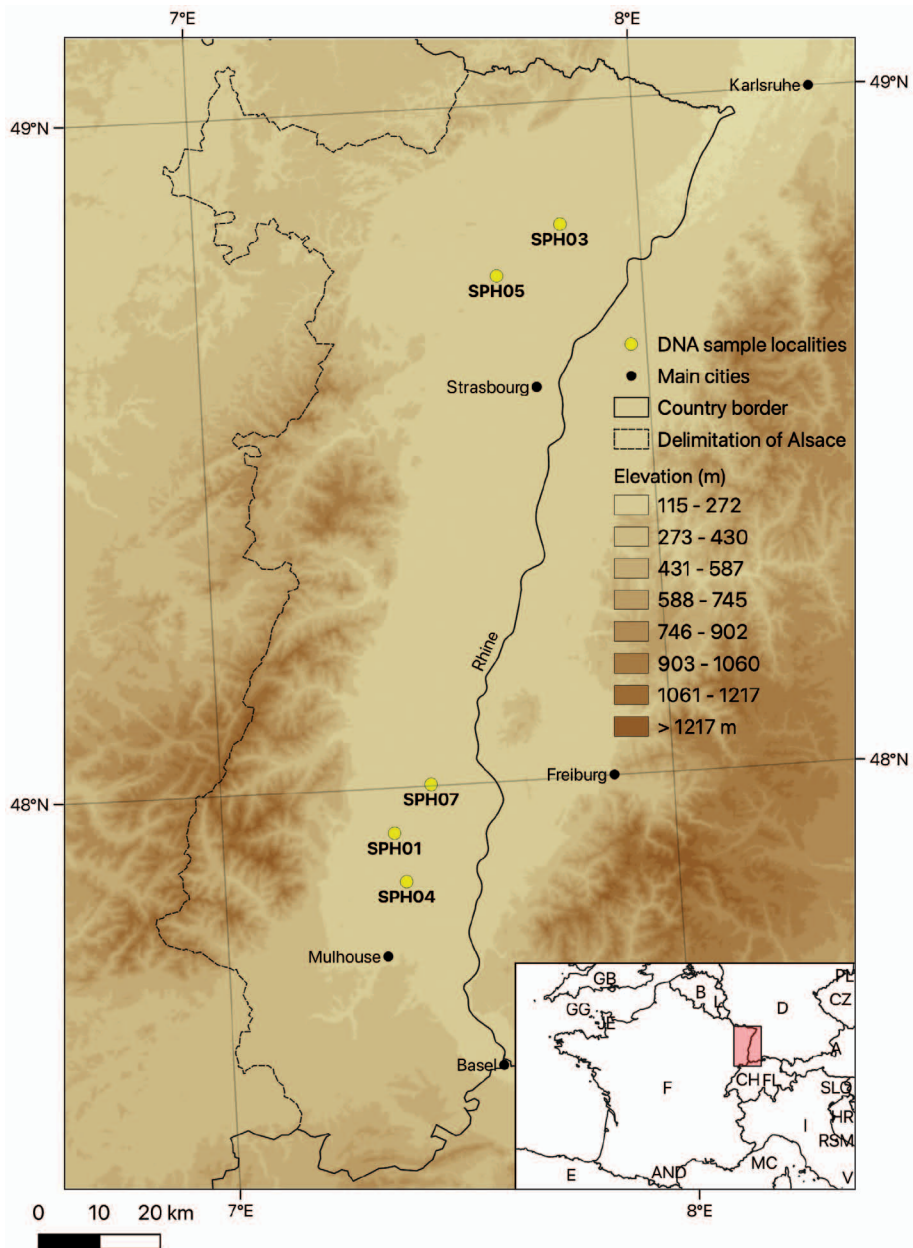 7°E
8°E
Karlsruhe
49°N
49°N
SPH03
SPH05
DNA sample localities
Strasbourg
Main cities
Country border
Delimitation of Alsace
Elevation (m)
115 - 272
273 - 430
431 - 587
588 - 745
746 - 902
903 - 1060
1061 - 1217
> 1217 m
Rhine
Freiburg
48°N
48°N
SPH07
SPH01
SPH04
Mulhouse
Basel
GB
B
L
D
PL
CZ
GG
JE
A
F
CH
FL
SLO
HR
I
RSM
E
AND
MC
V
7°E
8°E
0 10 20 km